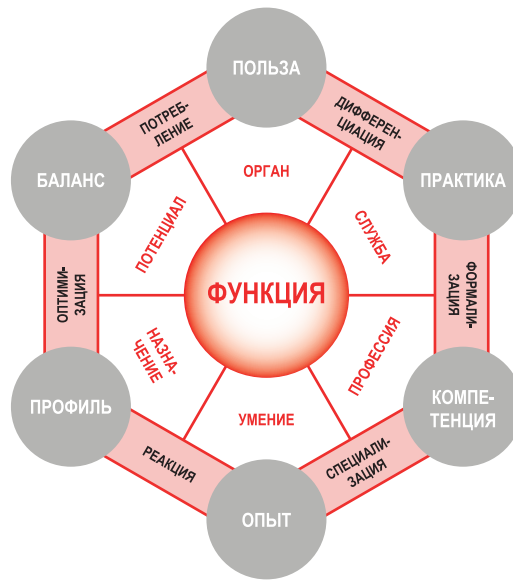 ПОЛЬЗА
ПОТРЕБ-
ЛЕНИЕ
ДИФФЕРЕН-
ЦИАЦИЯ
БАЛАНС
ОРГАН
ПРАКТИКА
ПОТЕНЦИАЛ
СЛУЖБА
ОПТИМИ-
ЗАЦИЯ
ФУНКЦИЯ
ФОРМАЛИ-
ЗАЦИЯ
НАЗНА-
ЧЕНИЕ
ПРОФЕССИЯ
ПРОФИЛЬ
УМЕНИЕ
КОМПЕ-
ТЕНЦИЯ
РЕАКЦИЯ
СПЕЦИАЛИ-
ЗАЦИЯ
ОПЫТ